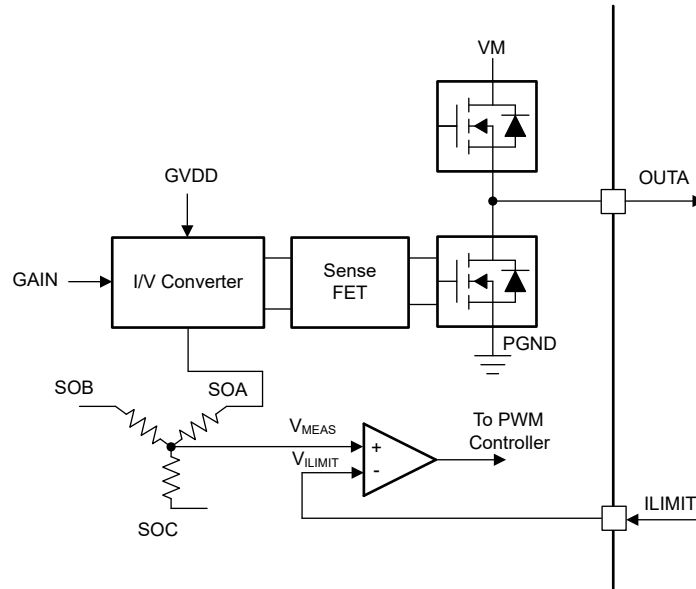 VM
GVDD
OUTA
GAIN
I/V Converter
Sense
FET
PGND
SOB
SOA
VMEAS
+
To PWM
Controller
VILIMIT
-
SOC
ILIMIT